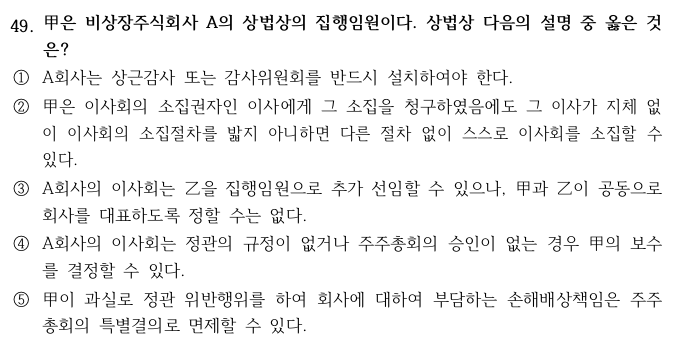 49. 甲은 비상장주식회사 A의 상법상의 집행임원이다. 상법상 다음의 설명 중 옳은 것
은?
① A회사는 상근감사 또는 감사위원회를 반드시 설치하여야 한다.
② 甲은 이사회의 소집권자인 이사에게 그 소집을 청구하였음에도 그 이사가 지체 없
이 이사회의 소집절차를 밟지 아니하면 다른 절차 없이 스스로 이사회를 소집할 수
있다.
③ A회사의 이사회는 乙을 집행임원으로 추가 선임할 수 있으나, 甲과 乙이 공동으로
회사를 대표하도록 정할 수는 없다.
④ A회사의 이사회는 정관의 규정이 없거나 주주총회의 승인이 없는 경우 甲의 보수
를 결정할 수 있다.
⑤ 甲이 과실로 정관 위반행위를 하여 회사에 대하여 부담하는 손해배상책임은 주주
총회의 특별결의로 면제할 수 있다.